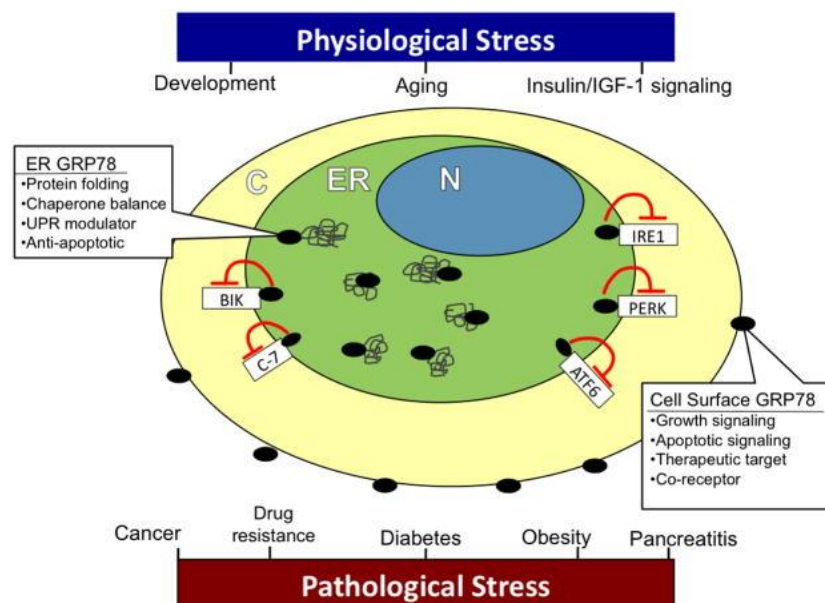 Physiological Stress
Development
Aging
Insulin/IGF-1 signaling
ER GRP78
•Protein folding
•Chaperone balance
•UPR modulator
•Anti-apoptotic
C
ER
N
IRE1
BIK
PERK
C-7
ATF6
Cell Surface GRP78
•Growth signaling
•Apoptotic signaling
•Therapeutic target
•Co-receptor
Cancer
Drug
resistance
Diabetes
Obesity
Pancreatitis
Pathological Stress